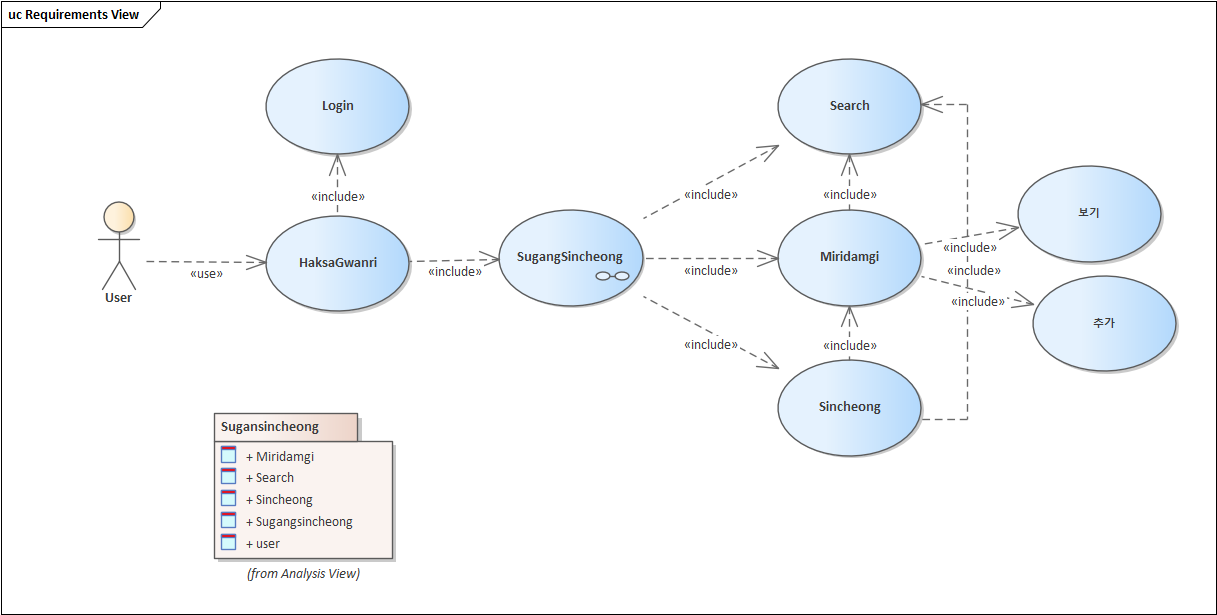 uc Requirements View
Login
Search
«include»
«include»
«include»
보기
User
«use»
HaksaGwanri
«include»
SugangSincheong
«include»
Miridamgi
«include»
«include»
«include»
추가
«include»
«include»
Sincheong
Sugansincheong
+ Miridamgi
+ Search
+ Sincheong
+ Sugangsincheong
+ user
(from Analysis View)